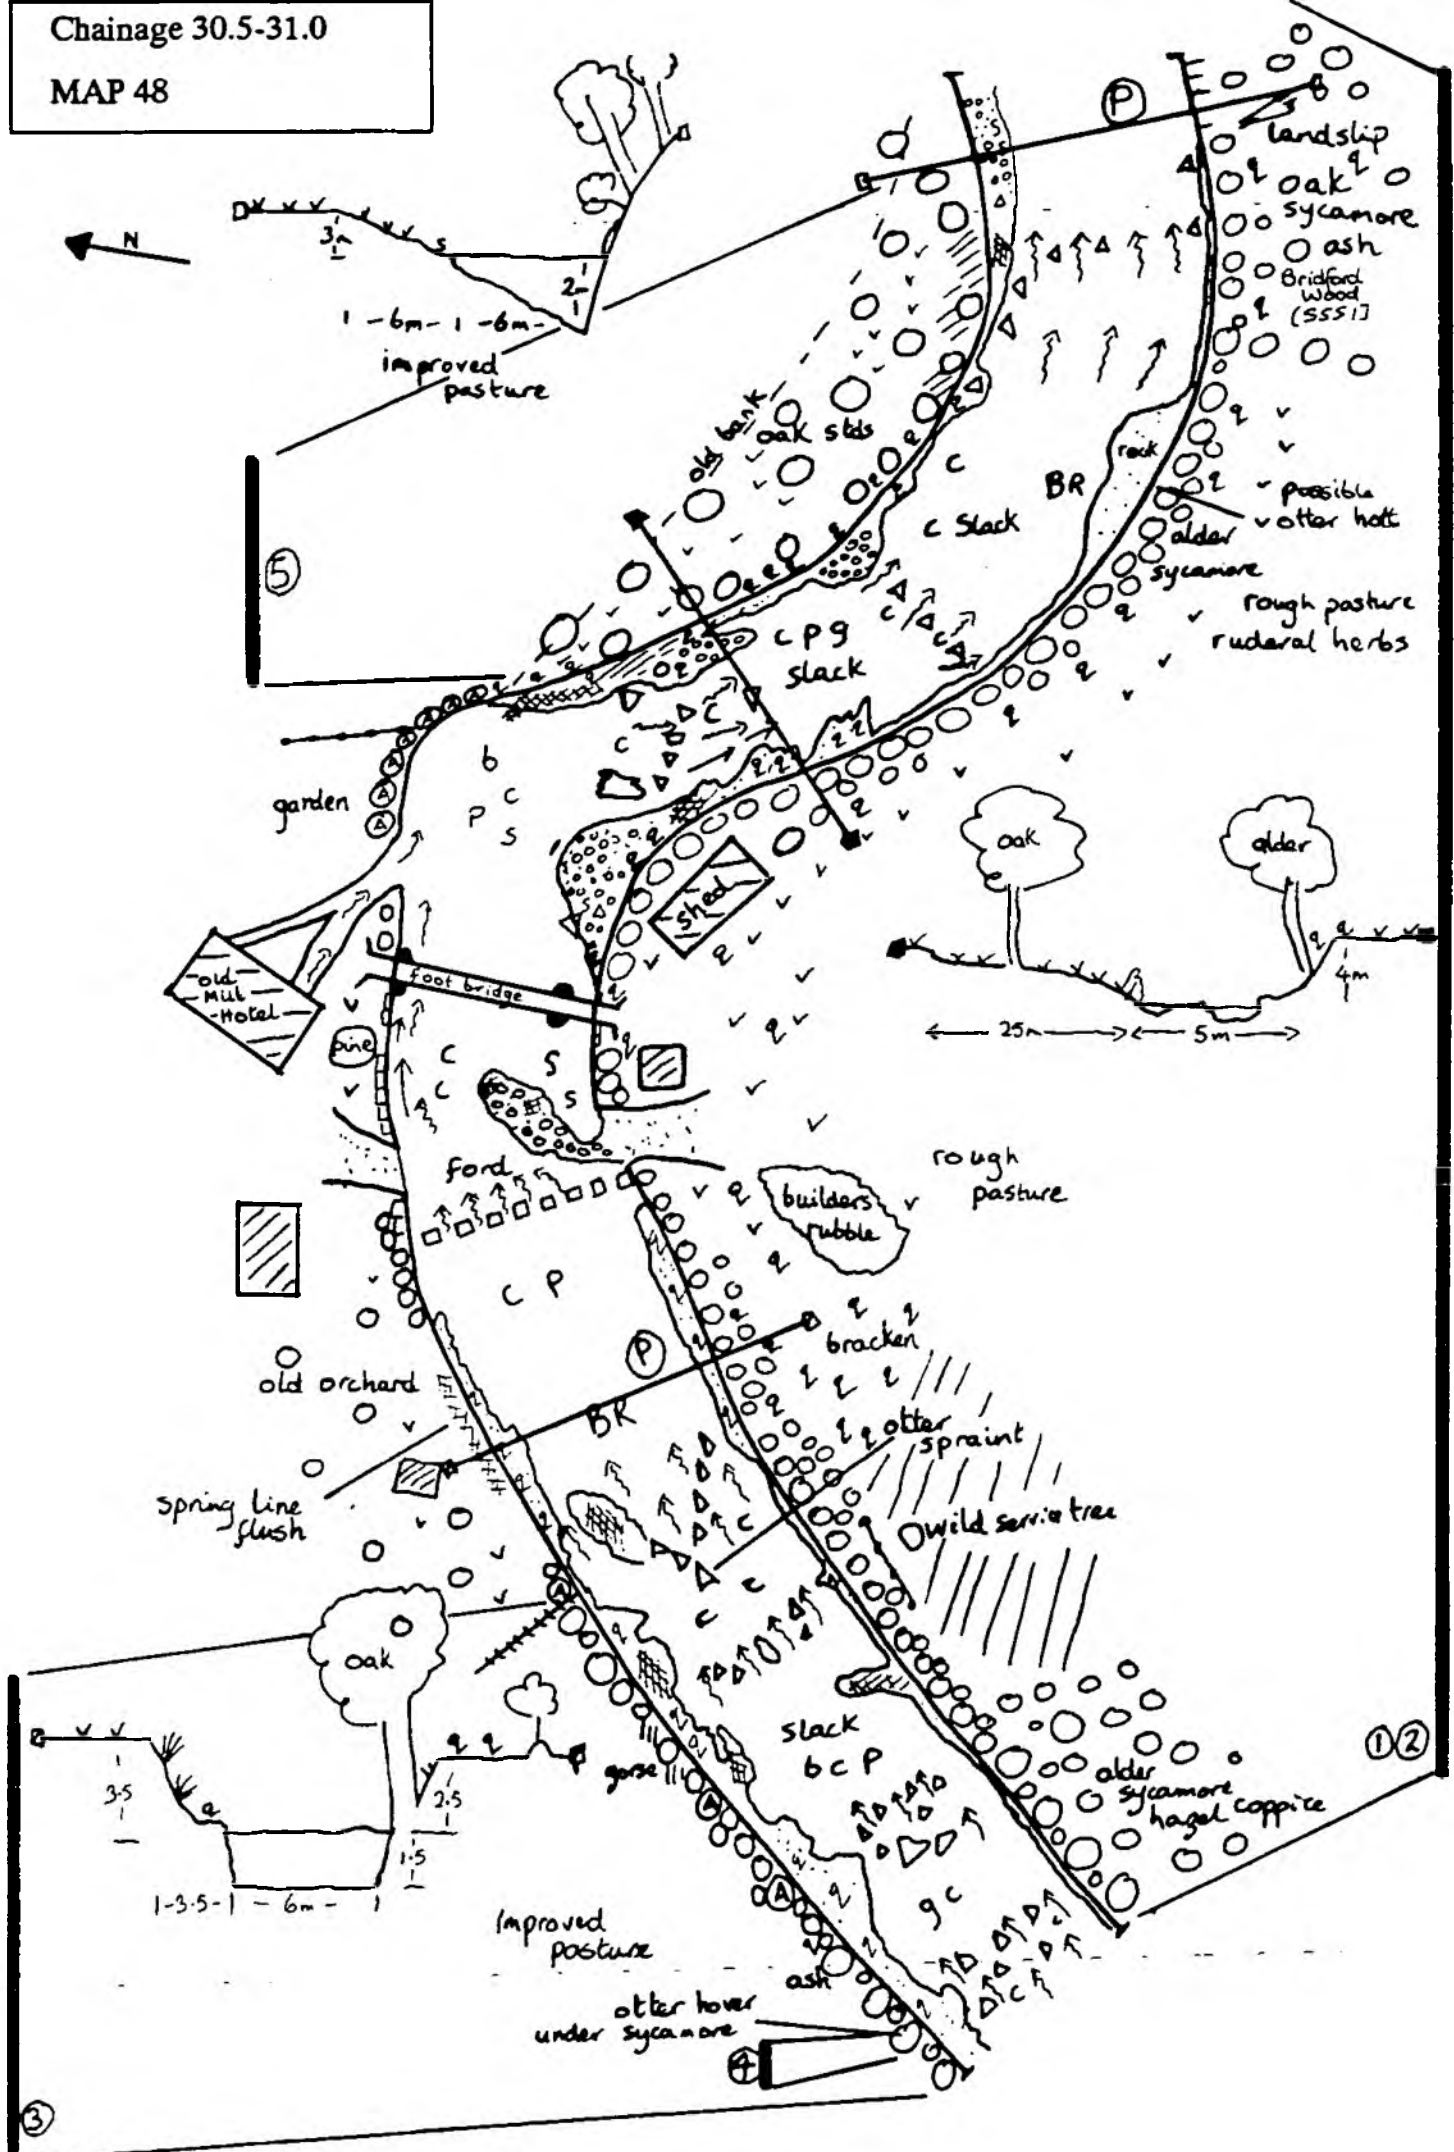 Chainage 30.5-31.0
MAP 48
N
3m
s
2
1 - 6m - 1 - 6m -
improved
pasture
P
s
landslip
q
oak
q
sycamore
ash
Bridford
Wood
[SSSI]
q
old bank
oak stds
q
c
c Slack
BR
rock
q
possible
otter holt
alder
sycamore
rough pasture
ruderal herbs
5
c p g
slack
garden
A
b
c
p
s
c
shed
oak
alder
q q
4m
25m
5m
Old
Mill
Hotel
foot bridge
pine
c
c
s
s
ford
rough
pasture
builders
rubble
c p
P
bracken
old orchard
BR
otter
spraint
spring line
flush
wild service tree
c
A
oak
slack
b c p
gorse
A
3.5
2.5
1.5
1-3.5-1 - 6m - 1
alder
sycamore
hazel coppice
1 2
A
g c
Improved
pasture
ash
c
otter hover
under sycamore
4
3